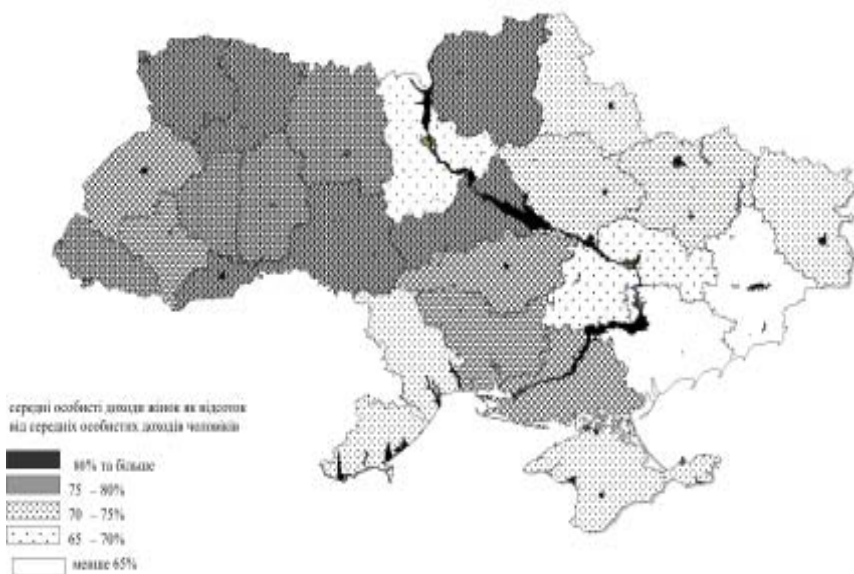 середні особисті доходи жінок як відсоток
від середніх особистих доходів чоловіків
80% та більше
75 – 80%
70 – 75%
65 – 70%
менше 65%